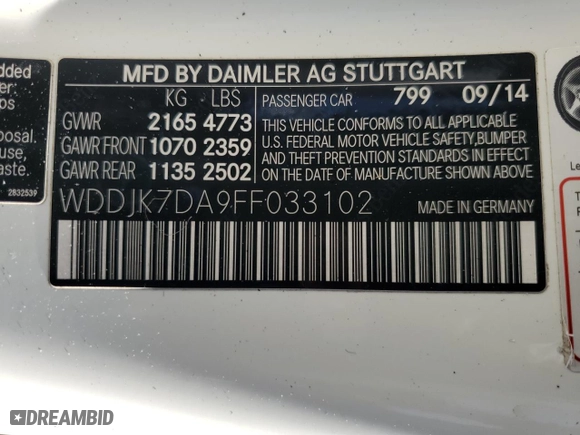 dded
er:
ps
posal.
use,
e.
2832539
MFD BY DAIMLER AG STUTTGART
KG LBS PASSENGER CAR 799 09/14
GVWR 2165 4773
GAWR FRONT 1070 2359
GAWR REAR 1135 2502
THIS VEHICLE CONFORMS TO ALL APPLICABLE
U.S. FEDERAL MOTOR VEHICLE SAFETY, BUMPER
AND THEFT PREVENTION STANDARDS IN EFFECT
ON THE DATE OF MANUFACTURE SHOWN ABOVE.
WDDJK7DA9FF033102 MADE IN GERMANY
DREAMBID